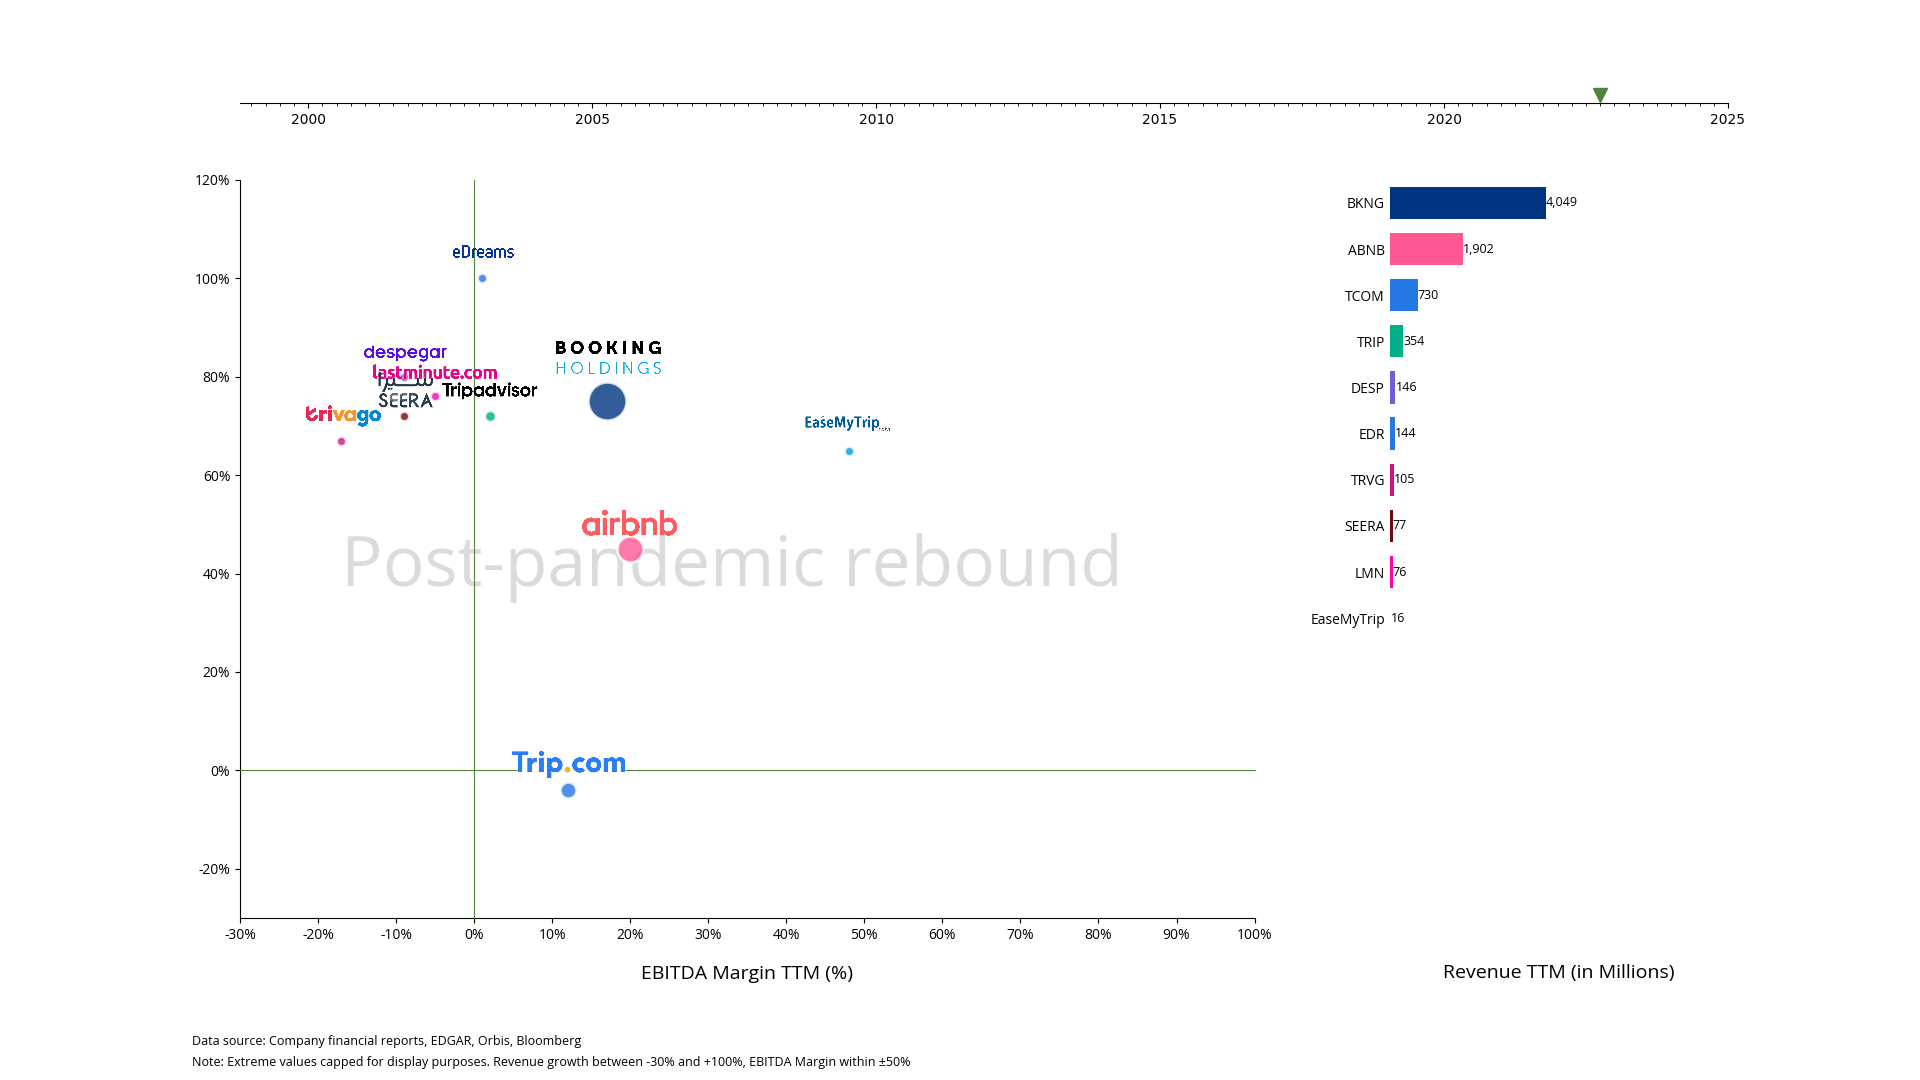 2000 2005 2010 2015 2020 2025
120%
100%
80%
60%
40%
20%
0%
-20%
-30% -20% -10% 0% 10% 20% 30% 40% 50% 60% 70% 80% 90% 100%
EBITDA Margin TTM (%)
eDreams
despegar
lastminute.com
SEERA
Tripadvisor
trivago
BOOKING
HOLDINGS
EaseMyTrip
airbnb
Post-pandemic rebound
Trip.com
BKNG 4,049
ABNB 1,902
TCOM 730
TRIP 354
DESP 146
EDR 144
TRVG 105
SEERA 77
LMN 76
EaseMyTrip 16
Revenue TTM (in Millions)
Data source: Company financial reports, EDGAR, Orbis, Bloomberg
Note: Extreme values capped for display purposes. Revenue growth between -30% and +100%, EBITDA Margin within ±50%